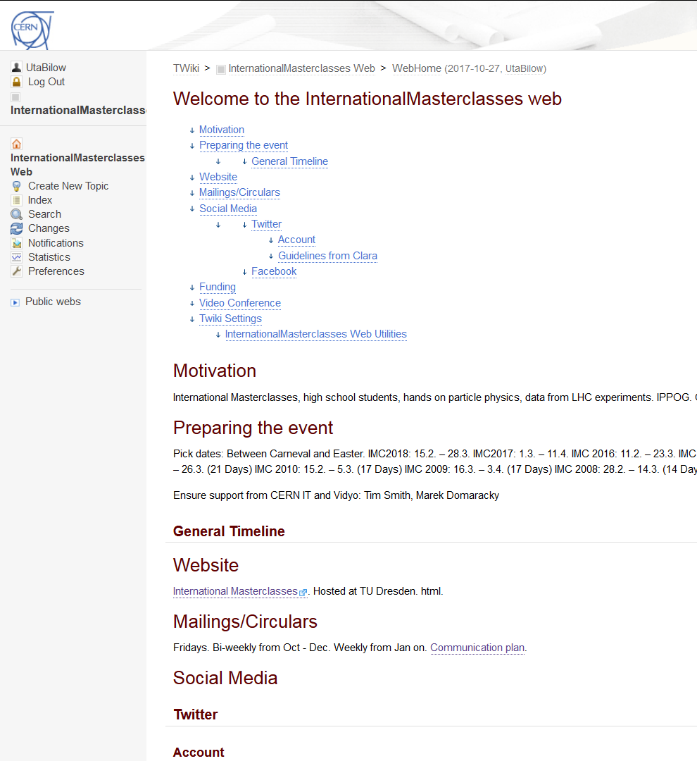 CERN
UtaBilow
Log Out
InternationalMasterclass
InternationalMasterclasses
Web
Create New Topic
Index
Search
Changes
Notifications
Statistics
Preferences
Public webs
TWiki > InternationalMasterclasses Web > WebHome (2017-10-27, UtaBilow)
Welcome to the InternationalMasterclasses web
↓ Motivation
↓ Preparing the event
↓ ↓ General Timeline
↓ Website
↓ Mailings/Circulars
↓ Social Media
↓ ↓ Twitter
↓ Account
↓ Guidelines from Clara
↓ Facebook
↓ Funding
↓ Video Conference
↓ Twiki Settings
↓ InternationalMasterclasses Web Utilities
Motivation
International Masterclasses, high school students, hands on particle physics, data from LHC experiments. IPPOG.
Preparing the event
Pick dates: Between Carneval and Easter. IMC2018: 15.2. – 28.3. IMC2017: 1.3. – 11.4. IMC 2016: 11.2. – 23.3. IMC
– 26.3. (21 Days) IMC 2010: 15.2. – 5.3. (17 Days) IMC 2009: 16.3. – 3.4. (17 Days) IMC 2008: 28.2. – 14.3. (14 Day
Ensure support from CERN IT and Vidyo: Tim Smith, Marek Domaracky
General Timeline
Website
International Masterclasses. Hosted at TU Dresden. html.
Mailings/Circulars
Fridays. Bi-weekly from Oct - Dec. Weekly from Jan on. Communication plan.
Social Media
Twitter
Account